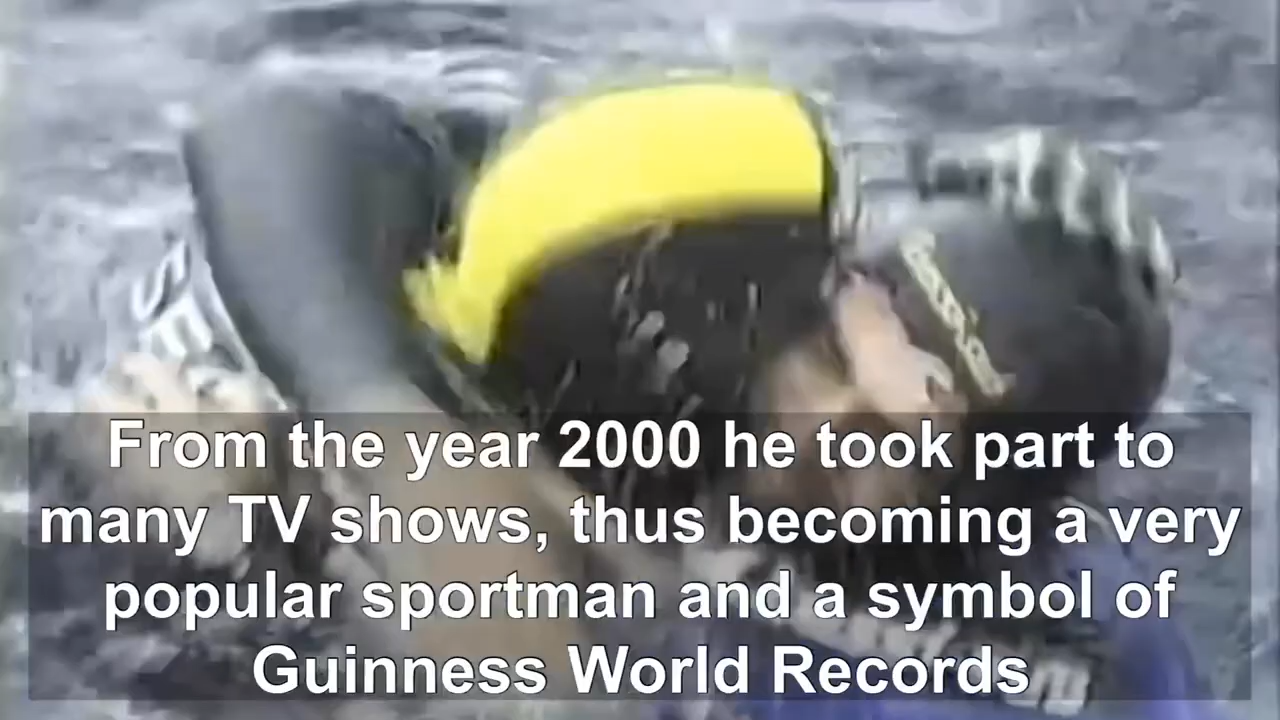 From the year 2000 he took part to
many TV shows, thus becoming a very
popular sportman and a symbol of
Guinness World Records